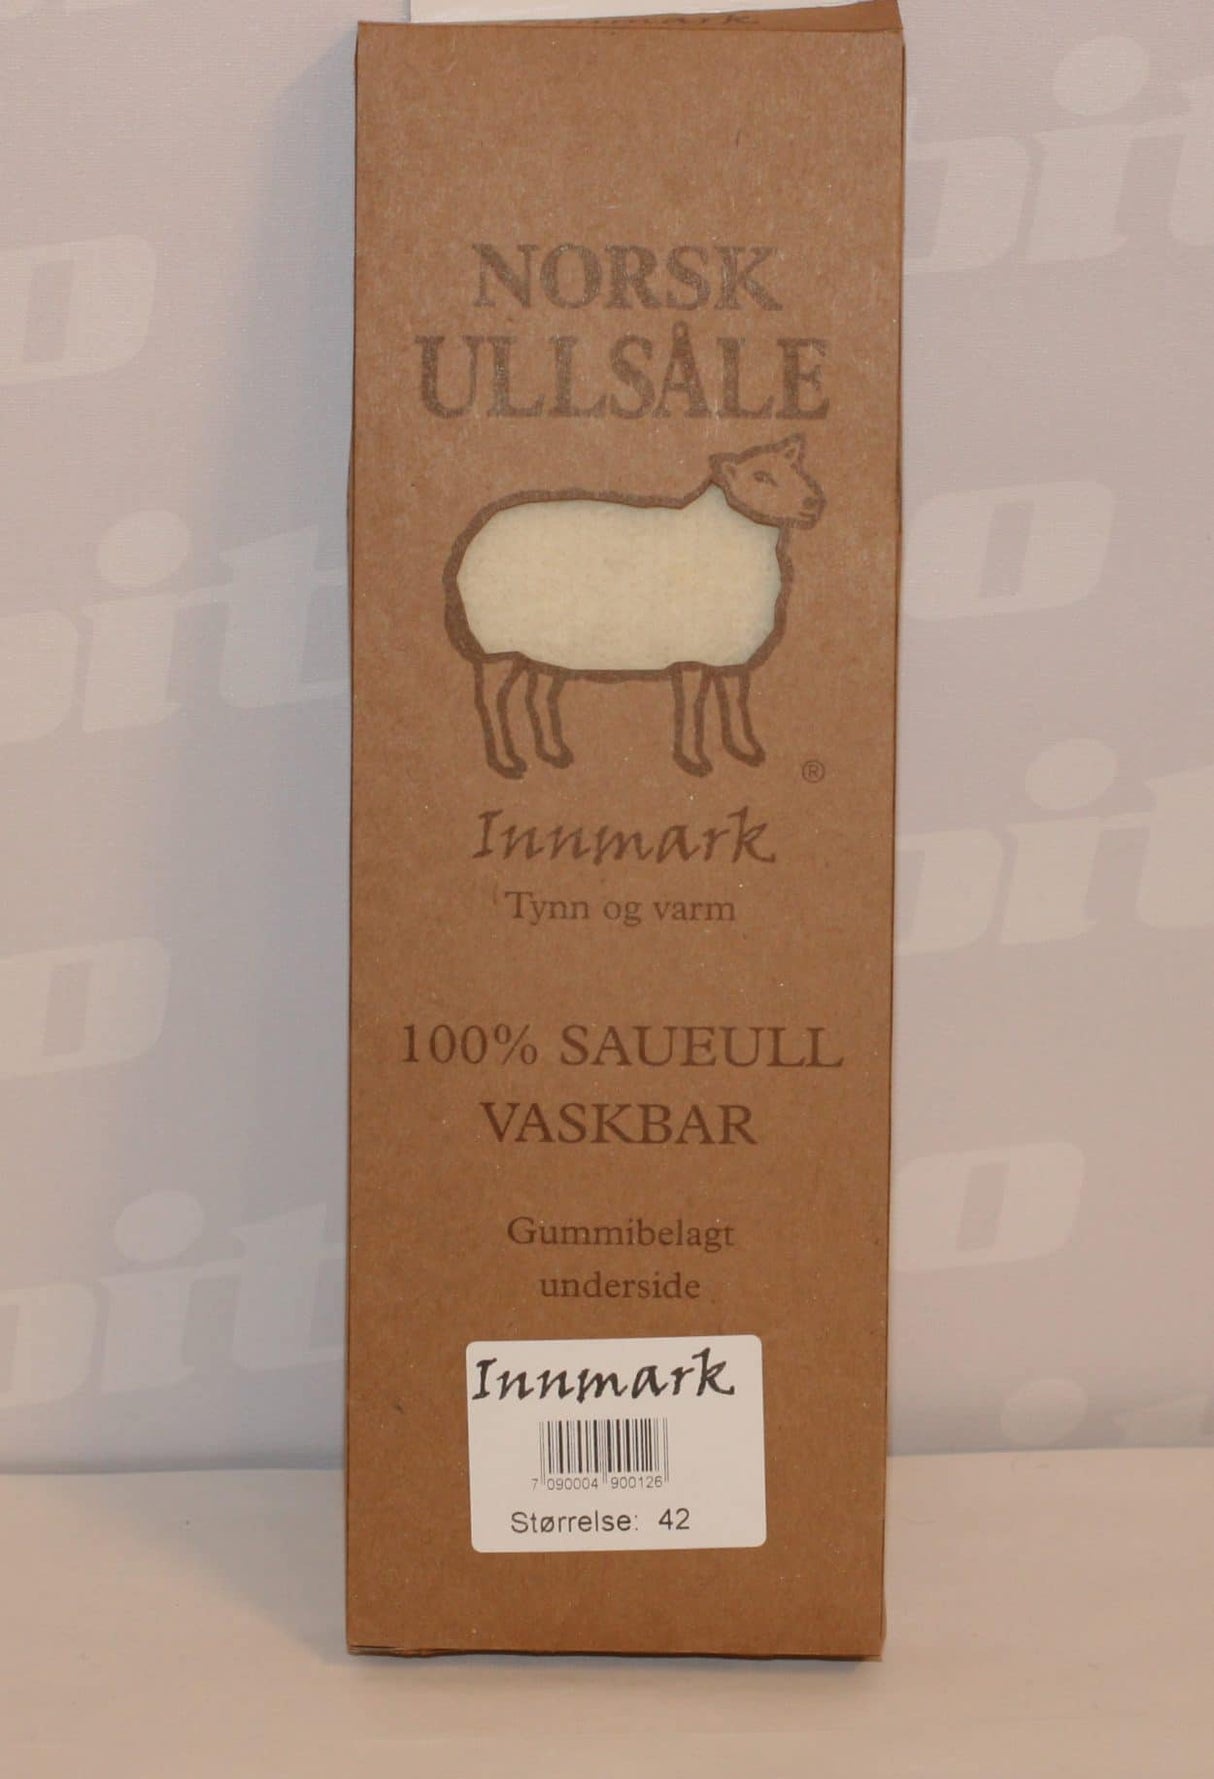 NORSK
ULLSÅLE
®
Innmark
Tynn og varm
100% SAUEULL
VASKBAR
Gummibelagt
underside
Innmark
7 090004 900126
Størrelse: 42